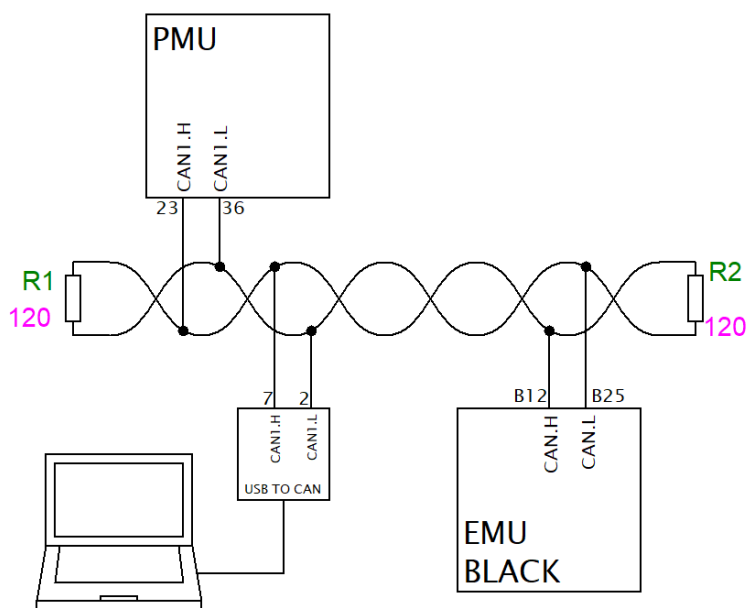 PMU
CAN1.H
CAN1.L
23
36
R1
120
R2
120
7
2
CAN1.H
CAN1.L
USB TO CAN
B12
B25
CAN.H
CAN.L
EMU
BLACK